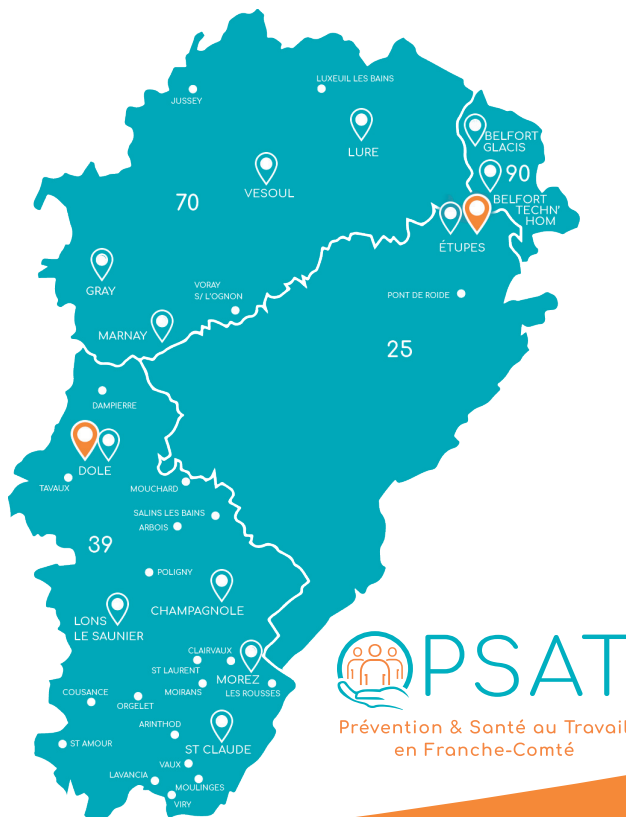 LUXEUIL LES BAINS
JUSSEY
BELFORT
GLACIS
LURE
90
VESOUL
70
BELFORT
TECHN'
HOM
ÉTUPES
GRAY
VORAY
S/ L'OGNON
PONT DE ROIDE
MARNAY
25
DAMPIERRE
DOLE
TAVAUX
MOUCHARD
SALINS LES BAINS
ARBOIS
39
POLIGNY
CHAMPAGNOLE
LONS
LE SAUNIER
CLAIRVAUX
ST LAURENT
MOREZ
MOIRANS
LES ROUSSES
COUSANCE
ORGELET
ARINTHOD
ST AMOUR
ST CLAUDE
VAUX
LAVANCIA
MOULINGES
VIRY
OPSAT
Prévention & Santé au Travail
en Franche-Comté